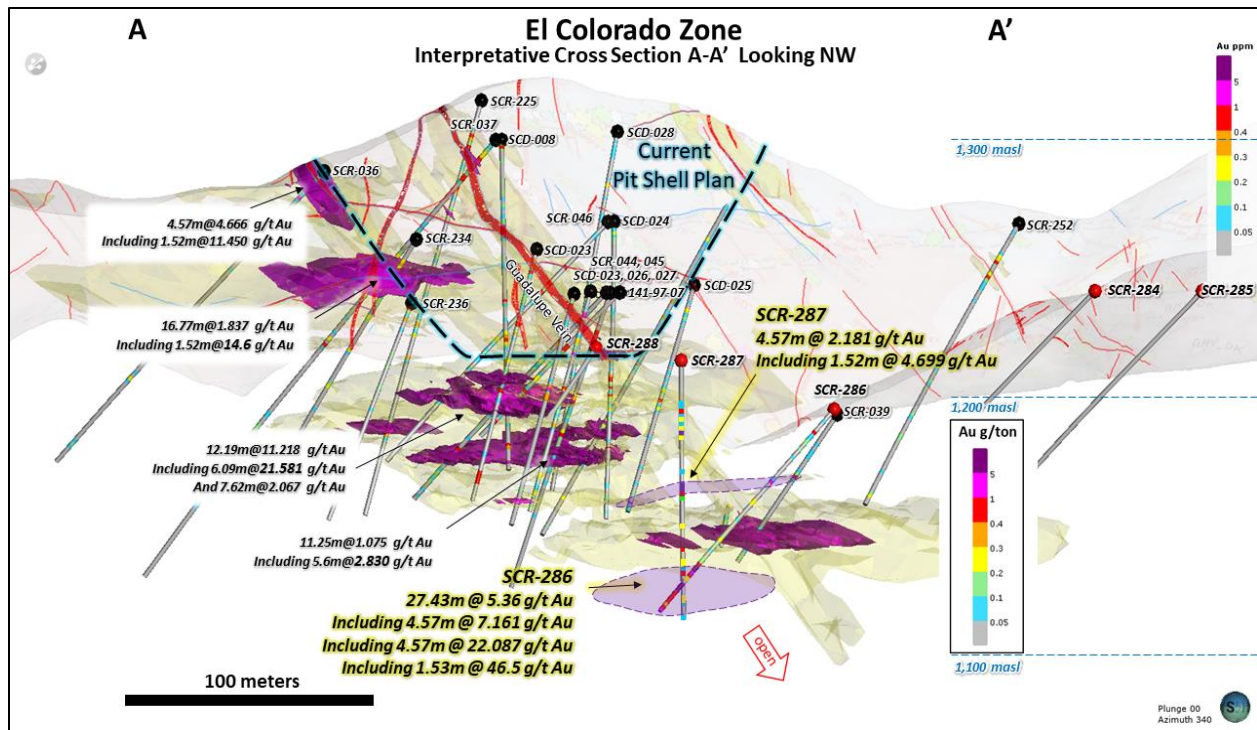 A
El Colorado Zone
A'
Interpretative Cross Section A-A' Looking NW
Au ppm
5
1
0.4
0.3
0.2
0.1
0.05
SCR-225
SCR-037
SCD-008
SCD-028
1,300 masl
Current
Pit Shell Plan
SCR-036
4.57m@4.666 g/t Au
Including 1.52m@11.450 g/t Au
SCR-046
SCD-024
SCR-252
SCR-234
SCD-023
SCR-044, 045
SCD-023, 026, 027
141-97-07
SCD-025
SCR-284
SCR-285
Guadalupe Vein
SCR-236
16.77m@1.837 g/t Au
Including 1.52m@14.6 g/t Au
SCR-288
SCR-287
SCR-287
4.57m @ 2.181 g/t Au
Including 1.52m @ 4.699 g/t Au
SCR-286
SCR-039
1,200 masl
Au g/ton
5
1
0.4
0.3
0.2
0.1
0.05
12.19m@11.218 g/t Au
Including 6.09m@21.581 g/t Au
And 7.62m@2.067 g/t Au
11.25m@1.075 g/t Au
Including 5.6m@2.830 g/t Au
SCR-286
27.43m @ 5.36 g/t Au
Including 4.57m @ 7.161 g/t Au
Including 4.57m @ 22.087 g/t Au
Including 1.53m @ 46.5 g/t Au
open
1,100 masl
100 meters
Plunge 00
Azimuth 340